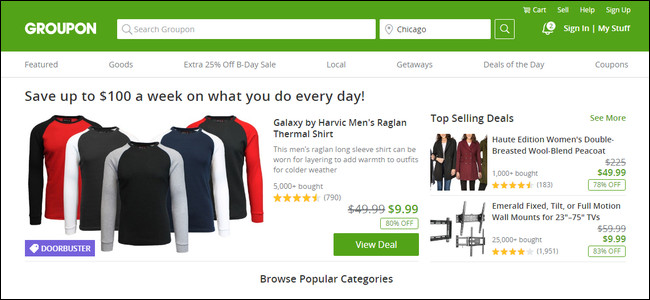 Cart Sell Help Sign Up
GROUPON
Search Groupon
Chicago
2
Sign In | My Stuff
Featured Goods Extra 25% Off B-Day Sale Local Getaways Deals of the Day Coupons
Save up to $100 a week on what you do every day!
DOORBUSTER
Galaxy by Harvic Men's Raglan
Thermal Shirt
This men's raglan long sleeve shirt can
be worn for layering to add warmth to outfits
for colder weather
5,000+ bought
(790)
$49.99 $9.99
80% OFF
View Deal
Top Selling Deals See More
Haute Edition Women's Double-
Breasted Wool-Blend Peacoat
$225
1,000+ bought $49.99
(183) 78% OFF
Emerald Fixed, Tilt, or Full Motion
Wall Mounts for 23"–75" TVs
$59.99
25,000+ bought $9.99
(1,951) 83% OFF
Browse Popular Categories